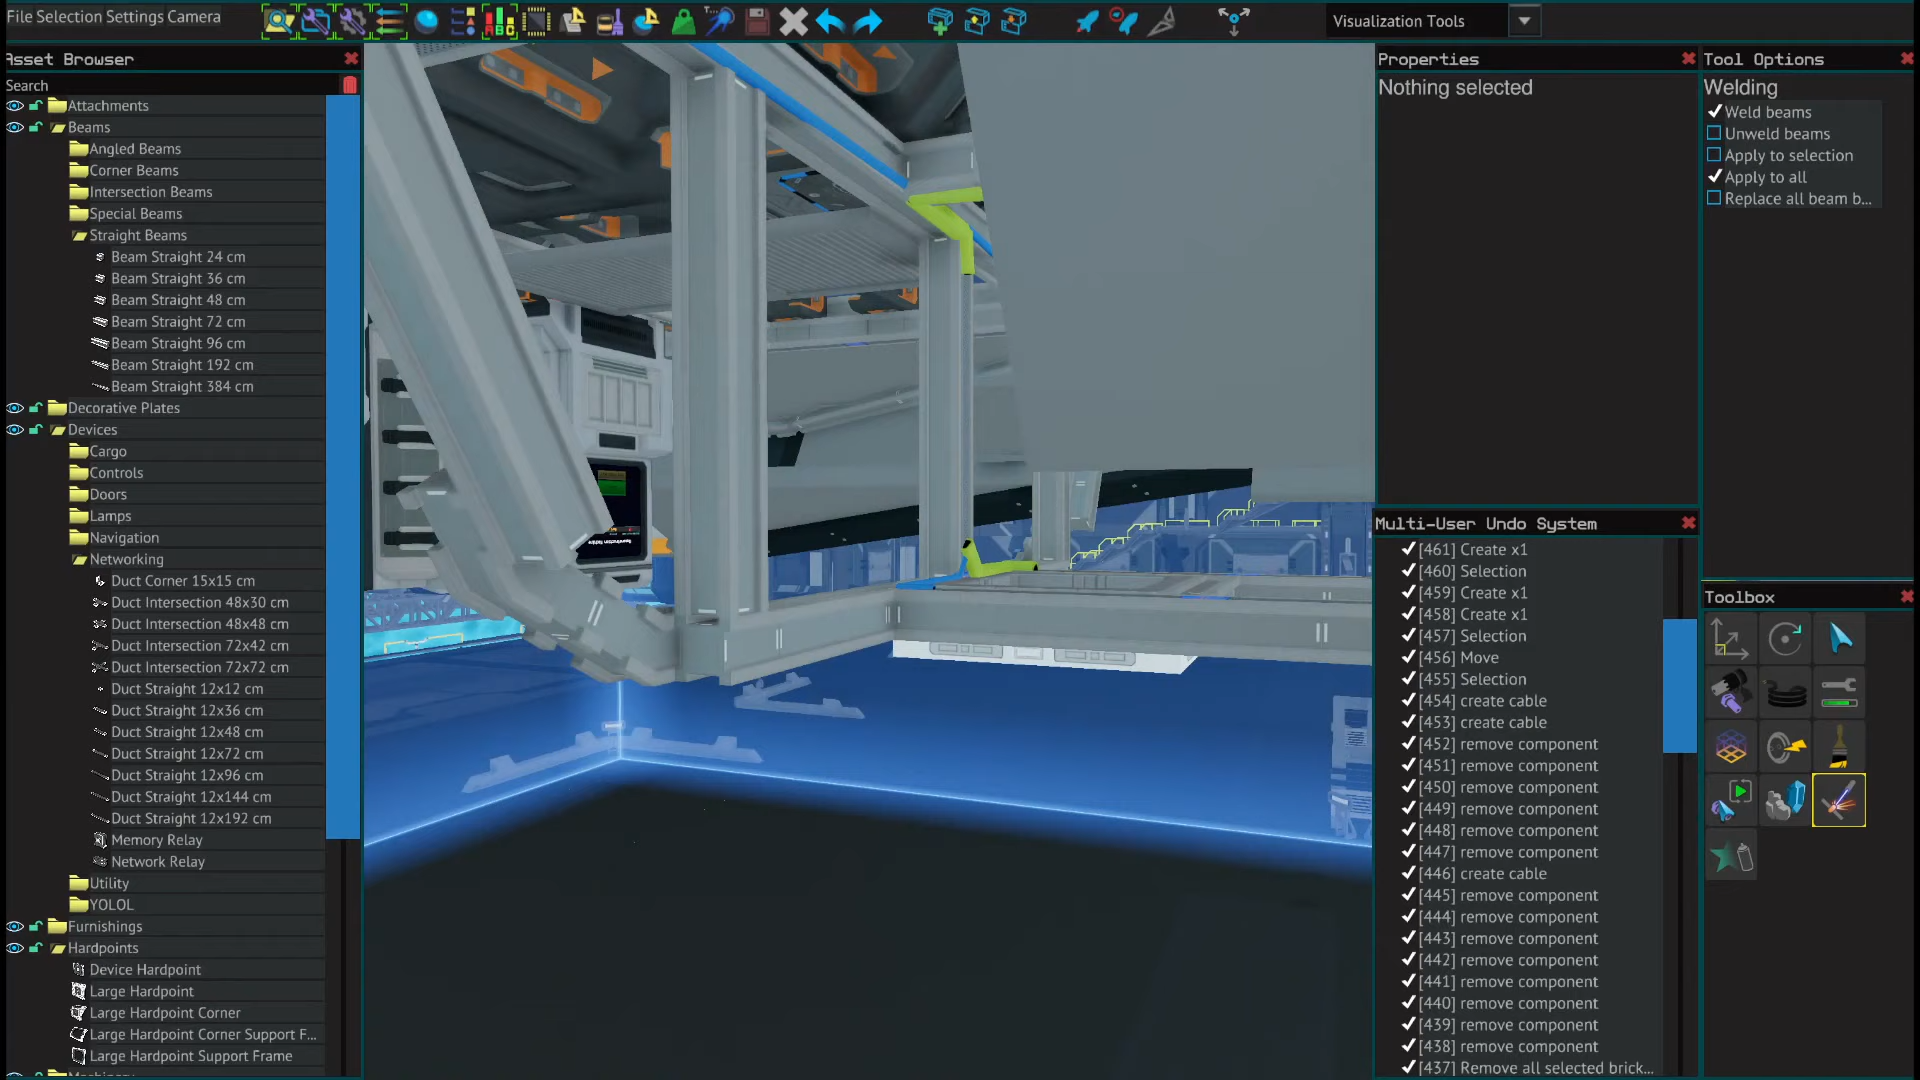 File Selection Settings Camera
Visualization Tools
Asset Browser
Search
Attachments
Beams
Angled Beams
Corner Beams
Intersection Beams
Special Beams
Straight Beams
Beam Straight 24 cm
Beam Straight 36 cm
Beam Straight 48 cm
Beam Straight 72 cm
Beam Straight 96 cm
Beam Straight 192 cm
Beam Straight 384 cm
Decorative Plates
Devices
Cargo
Controls
Doors
Lamps
Navigation
Networking
Duct Corner 15x15 cm
Duct Intersection 48x30 cm
Duct Intersection 48x48 cm
Duct Intersection 72x42 cm
Duct Intersection 72x72 cm
Duct Straight 12x12 cm
Duct Straight 12x36 cm
Duct Straight 12x48 cm
Duct Straight 12x72 cm
Duct Straight 12x96 cm
Duct Straight 12x144 cm
Duct Straight 12x192 cm
Memory Relay
Network Relay
Utility
YOLOL
Furnishings
Hardpoints
Device Hardpoint
Large Hardpoint
Large Hardpoint Corner
Large Hardpoint Corner Support F...
Large Hardpoint Support Frame
Properties
Nothing selected
Multi-User Undo System
[461] Create x1
[460] Selection
[459] Create x1
[458] Create x1
[457] Selection
[456] Move
[455] Selection
[454] create cable
[453] create cable
[452] remove component
[451] remove component
[450] remove component
[449] remove component
[448] remove component
[447] remove component
[446] create cable
[445] remove component
[444] remove component
[443] remove component
[442] remove component
[441] remove component
[440] remove component
[439] remove component
[438] remove component
[437] Remove all selected brick...
Tool Options
Welding
Weld beams
Unweld beams
Apply to selection
Apply to all
Replace all beam b...
Toolbox